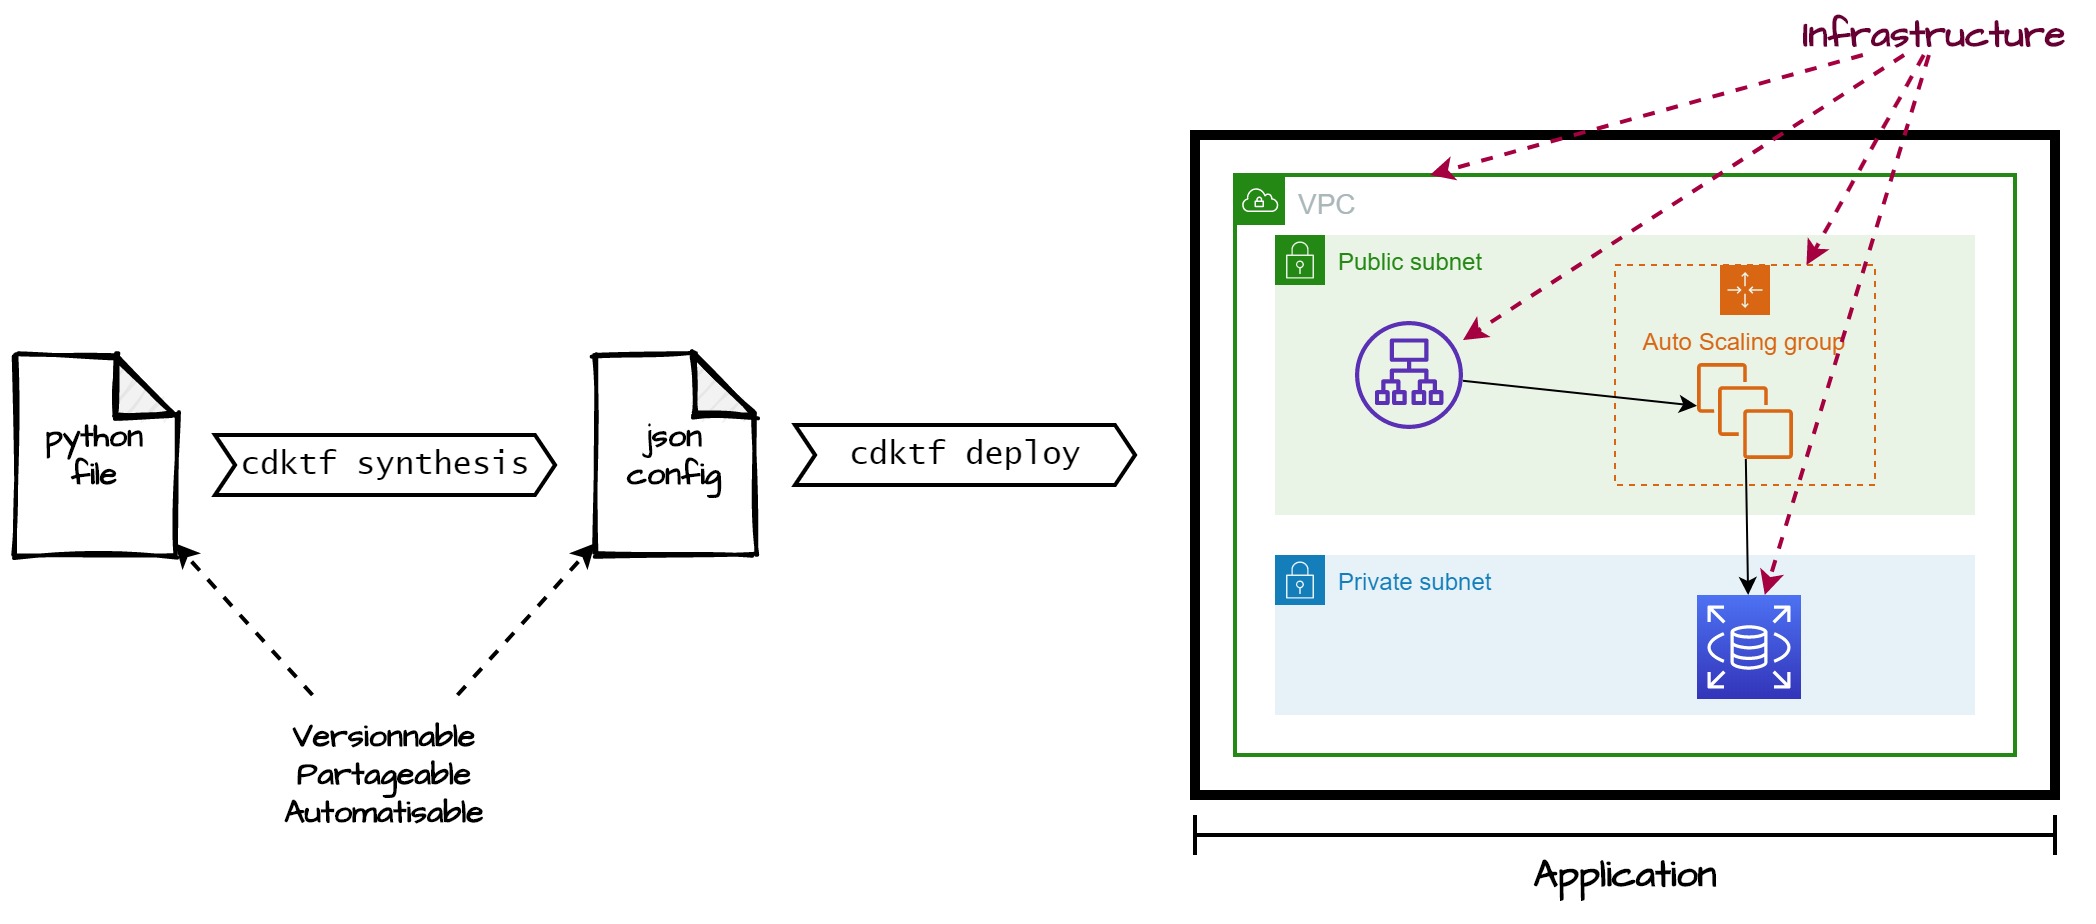 Infrastructure
VPC
Public subnet
Auto Scaling group
python
file
cdktf synthesis
json
config
cdktf deploy
Private subnet
Versionnable
Partageable
Automatisable
Application